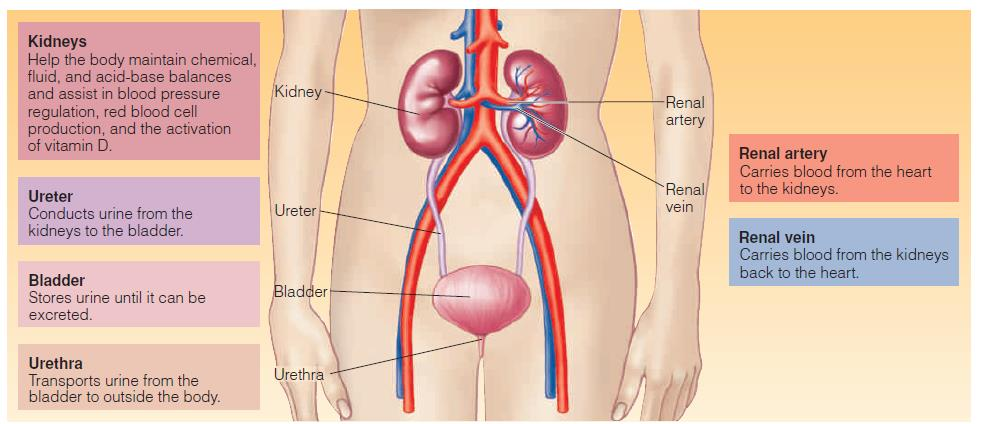 Kidneys
Help the body maintain chemical,
fluid, and acid-base balances
and assist in blood pressure
regulation, red blood cell
production, and the activation
of vitamin D.
Ureter
Conducts urine from the
kidneys to the bladder.
Bladder
Stores urine until it can be
excreted.
Urethra
Transports urine from the
bladder to outside the body.
Kidney
Ureter
Bladder
Urethra
Renal
artery
Renal
vein
Renal artery
Carries blood from the heart
to the kidneys.
Renal vein
Carries blood from the kidneys
back to the heart.